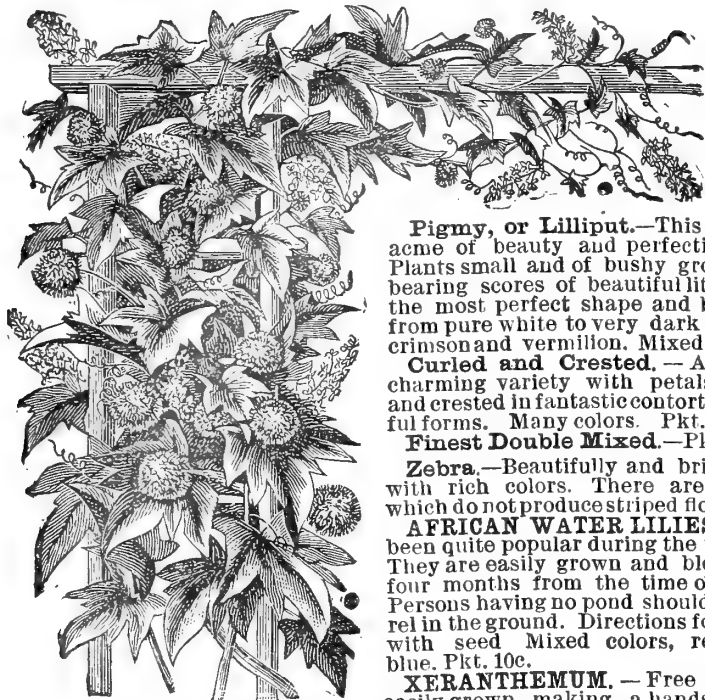 Pigmy, or Lilliput.—This
acme of beauty and perfecti
Plants small and of bushy gro
bearing scores of beautiful lit
the most perfect shape and
from pure white to very dark
crimson and vermilion. Mixed
Curled and Crested. — A
charming variety with petals
and crested in fantastic contort
ful forms. Many colors. Pkt.
Finest Double Mixed.—Pk
Zebra.—Beautifully and bri
with rich colors. There are
which do not produce striped flo
AFRICAN WATER LILIES
been quite popular during the
They are easily grown and blo
four months from the time o
Persons having no pond should
rel in the ground. Directions fo
with seed Mixed colors, re
blue. Pkt. 10c.
XERANTHEMUM. — Free
easily grown, making a hands